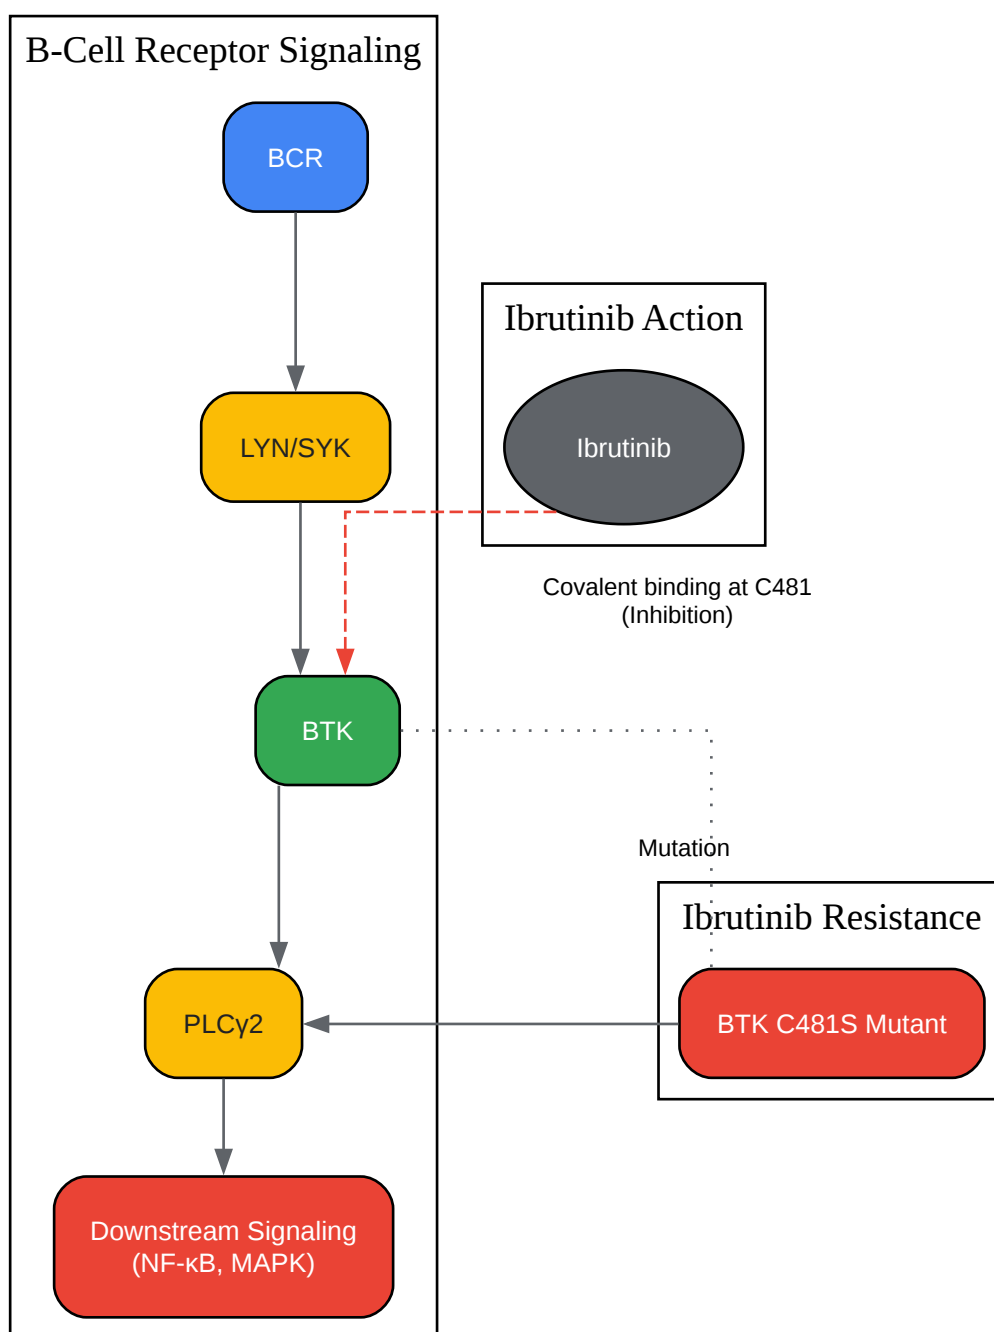 B-Cell Receptor Signaling
BCR
Ibrutinib Action
LYN/SYK
Ibrutinib
Covalent binding at C481
(Inhibition)
BTK
Mutation
Ibrutinib Resistance
PLCγ2
BTK C481S Mutant
Downstream Signaling
(NF-κB, MAPK)